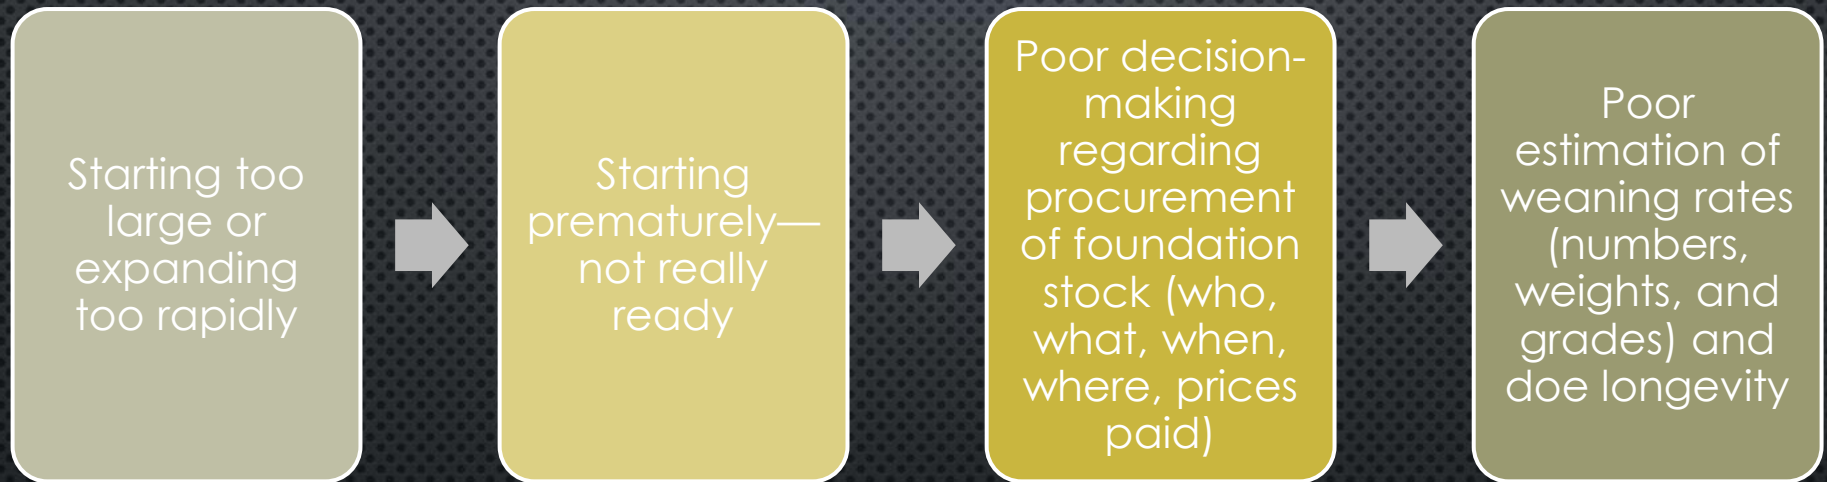 Starting too
large or
expanding
too rapidly
Starting
prematurely—
not really
ready
Poor decision-
making
regarding
procurement
of foundation
stock (who,
what, when,
where, prices
paid)
Poor
estimation of
weaning rates
(numbers,
weights, and
grades) and
doe longevity